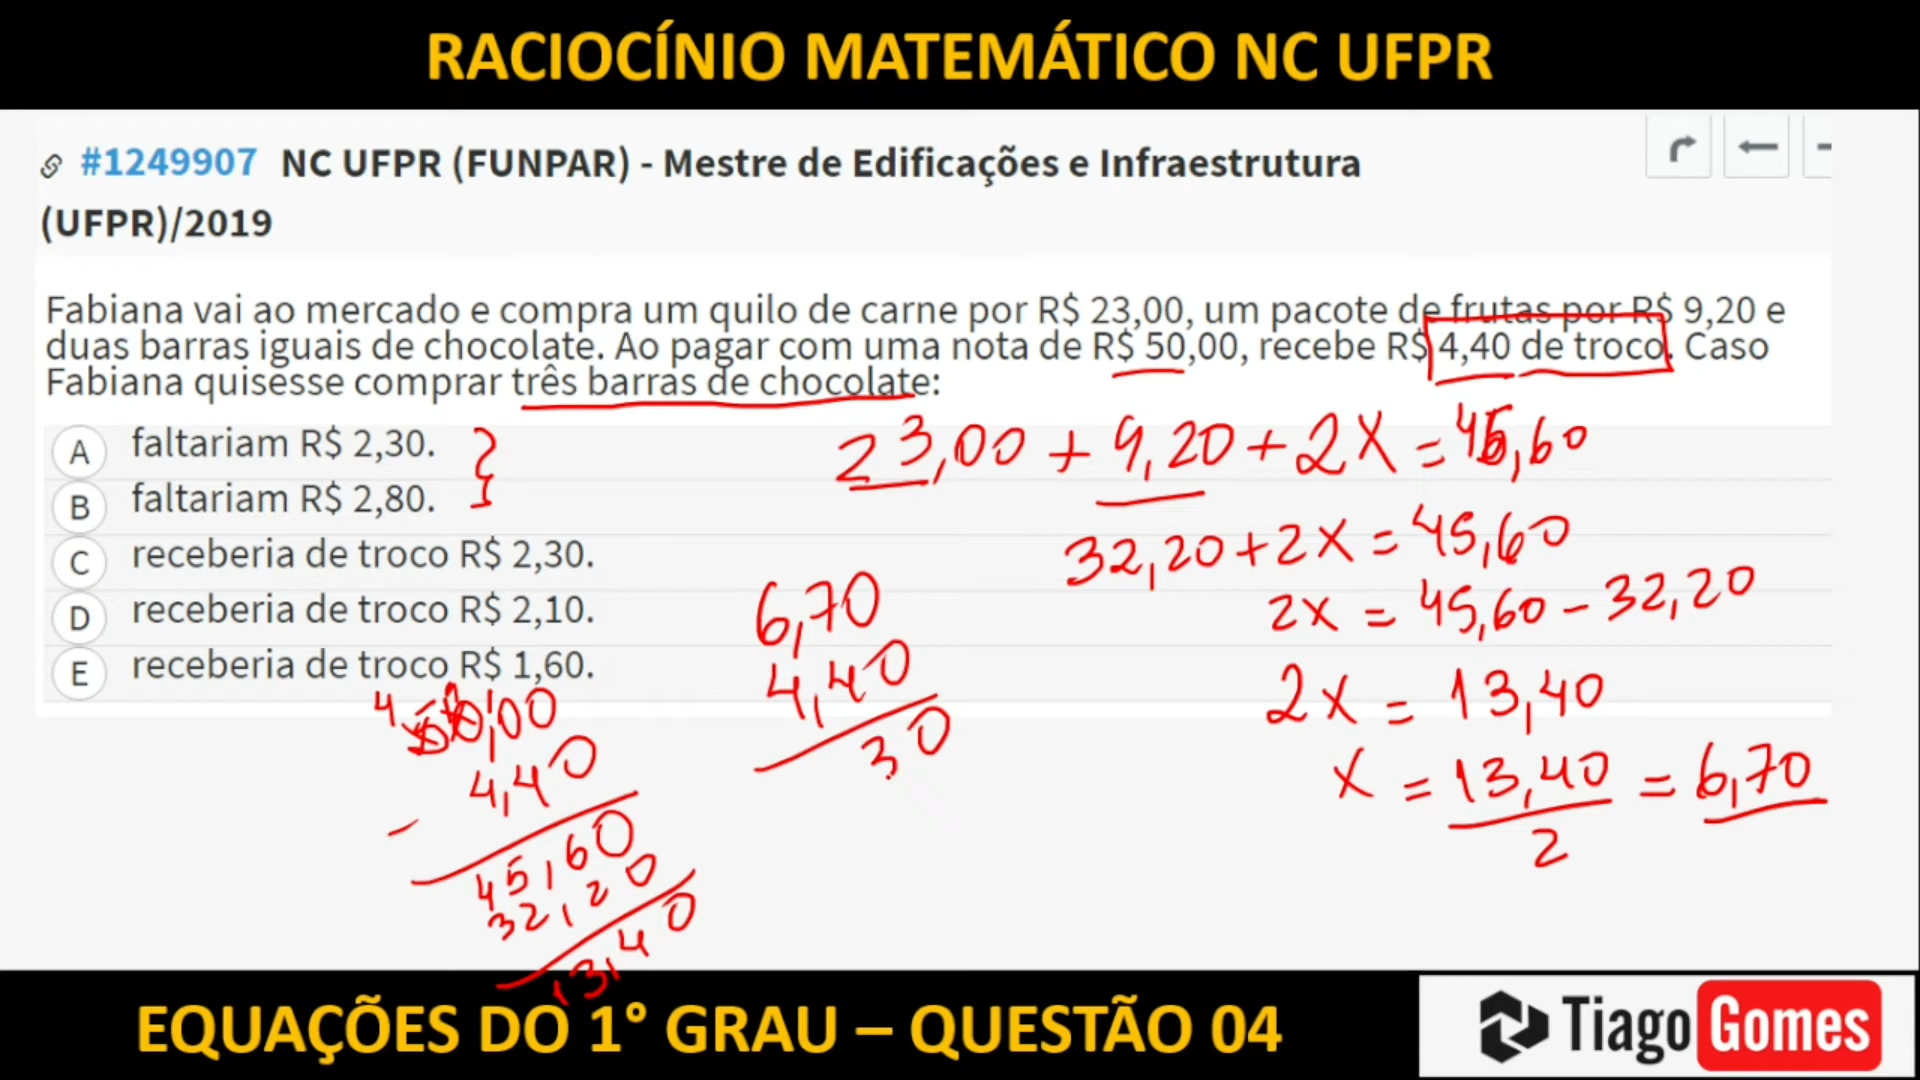 RACIOCÍNIO MATEMÁTICO NC UFPR
#1249907 NC UFPR (FUNPAR) - Mestre de Edificações e Infraestrutura
(UFPR)/2019
Fabiana vai ao mercado e compra um quilo de carne por R$ 23,00, um pacote de frutas por R$ 9,20 e
duas barras iguais de chocolate. Ao pagar com uma nota de R$ 50,00, recebe R$ 4,40 de troco. Caso
Fabiana quisesse comprar três barras de chocolate:
A faltariam R$ 2,30.
B faltariam R$ 2,80.
C receberia de troco R$ 2,30.
D receberia de troco R$ 2,10.
E receberia de troco R$ 1,60.
23,00 + 9,20 + 2x = 45,60
32,20 + 2x = 45,60
2x = 45,60 - 32,20
2x = 13,40
x = 13,40 = 6,70
2
6,70
4,40
30
50,00
- 4,40
45,60
32,20
13,40
EQUAÇÕES DO 1° GRAU – QUESTÃO 04
Tiago Gomes